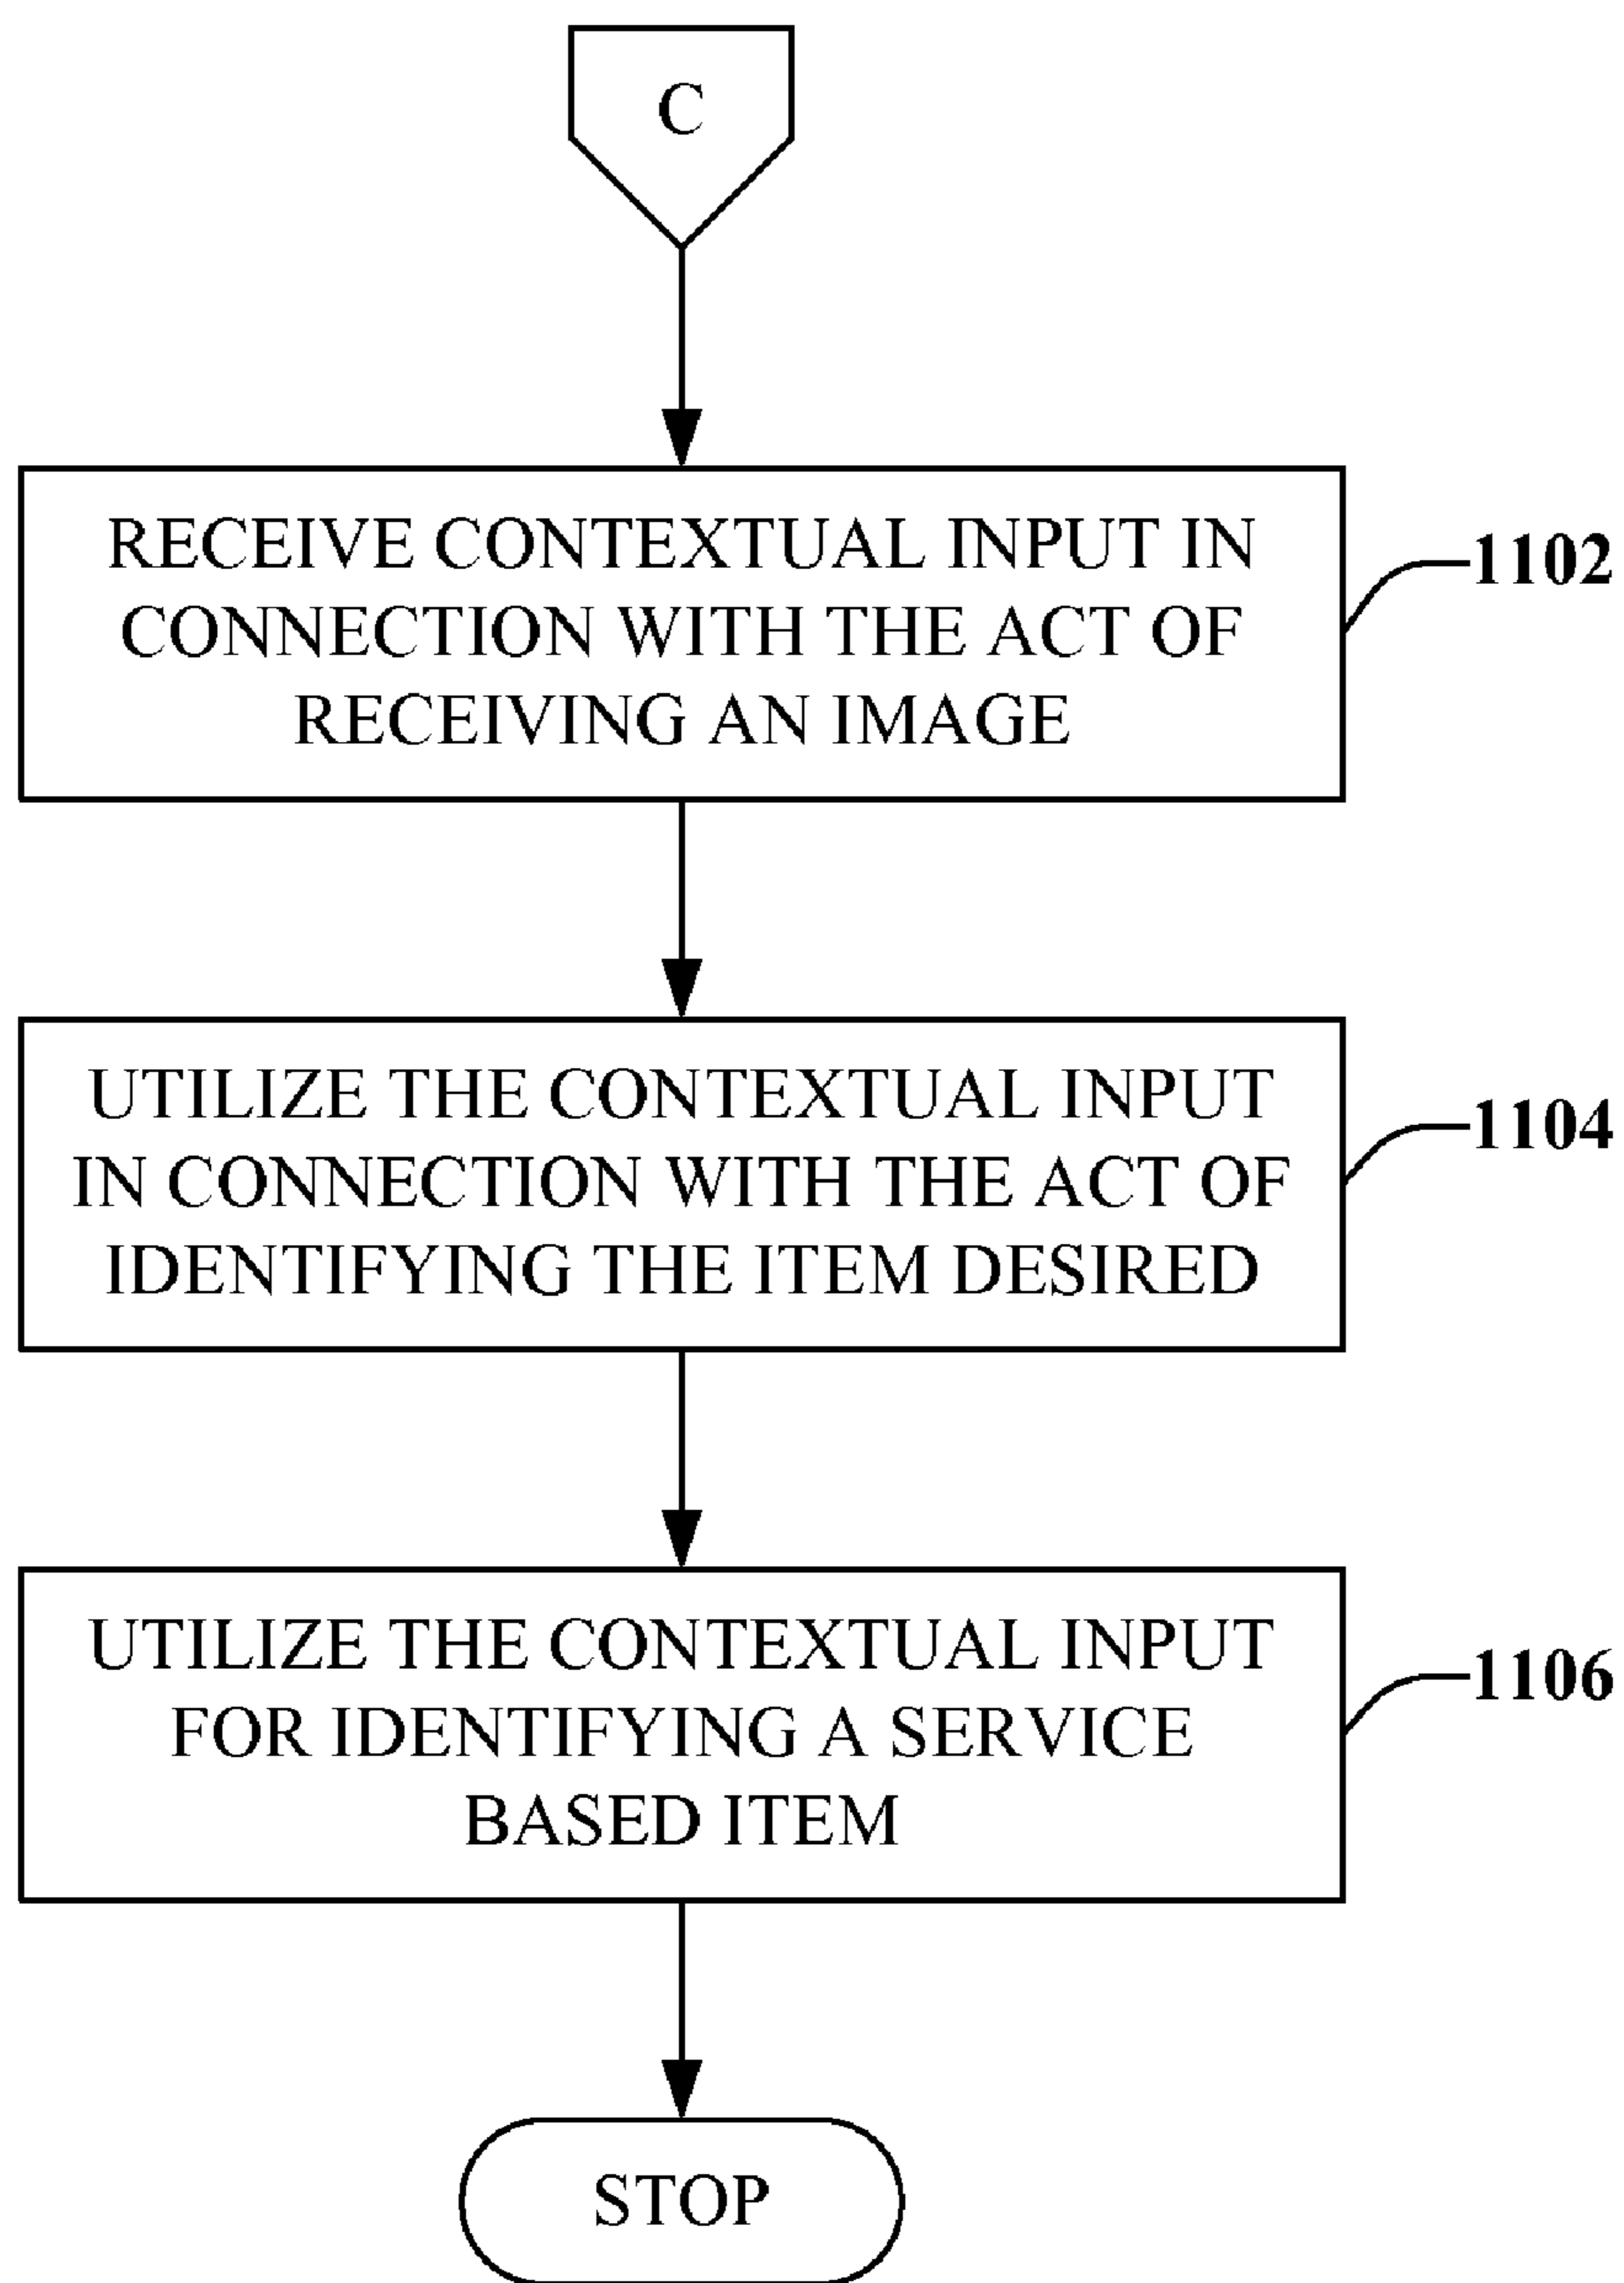 C
RECEIVE CONTEXTUAL INPUT IN
CONNECTION WITH THE ACT OF
RECEIVING AN IMAGE
1102
UTILIZE THE CONTEXTUAL INPUT
IN CONNECTION WITH THE ACT OF
IDENTIFYING THE ITEM DESIRED
1104
UTILIZE THE CONTEXTUAL INPUT
FOR IDENTIFYING A SERVICE
BASED ITEM
1106
STOP